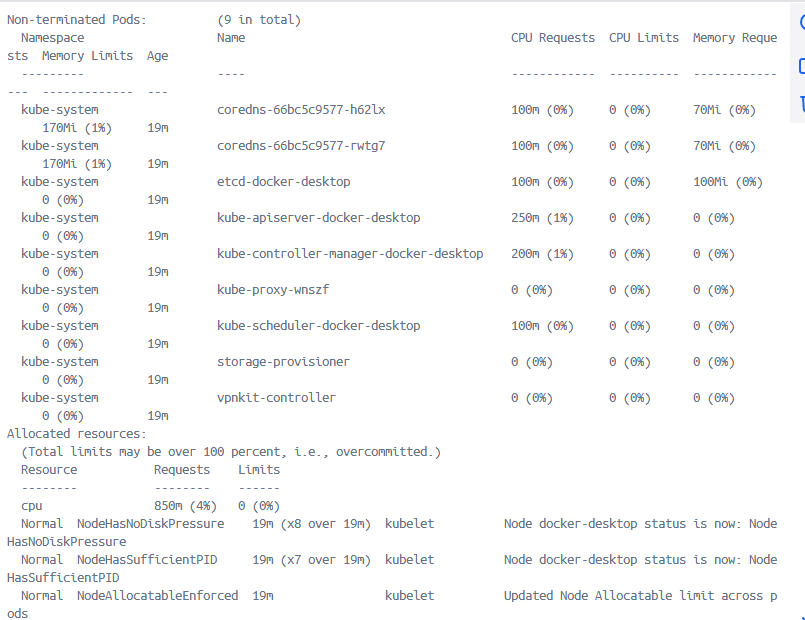 Non-terminated Pods:          (9 in total)
  Namespace                   Name                                      CPU Requests  CPU Limits  Memory Reque
sts  Memory Limits  Age
  ---------                   ----                                      ------------  ----------  ------------
---  -------------  ---
  kube-system                 coredns-66bc5c9577-h62lx                  100m (0%)     0 (0%)      70Mi (0%)
     170Mi (1%)     19m
  kube-system                 coredns-66bc5c9577-rwtg7                  100m (0%)     0 (0%)      70Mi (0%)
     170Mi (1%)     19m
  kube-system                 etcd-docker-desktop                       100m (0%)     0 (0%)      100Mi (0%)
     0 (0%)         19m
  kube-system                 kube-apiserver-docker-desktop             250m (1%)     0 (0%)      0 (0%)
     0 (0%)         19m
  kube-system                 kube-controller-manager-docker-desktop    200m (1%)     0 (0%)      0 (0%)
     0 (0%)         19m
  kube-system                 kube-proxy-wnszf                          0 (0%)        0 (0%)      0 (0%)
     0 (0%)         19m
  kube-system                 kube-scheduler-docker-desktop             100m (0%)     0 (0%)      0 (0%)
     0 (0%)         19m
  kube-system                 storage-provisioner                       0 (0%)        0 (0%)      0 (0%)
     0 (0%)         19m
  kube-system                 vpnkit-controller                         0 (0%)        0 (0%)      0 (0%)
     0 (0%)         19m
Allocated resources:
  (Total limits may be over 100 percent, i.e., overcommitted.)
  Resource           Requests    Limits
  --------           --------    ------
  cpu                850m (4%)   0 (0%)
  Normal  NodeHasNoDiskPressure    19m (x8 over 19m)  kubelet          Node docker-desktop status is now: Node
HasNoDiskPressure
  Normal  NodeHasSufficientPID     19m (x7 over 19m)  kubelet          Node docker-desktop status is now: Node
HasSufficientPID
  Normal  NodeAllocatableEnforced  19m                kubelet          Updated Node Allocatable limit across p
ods